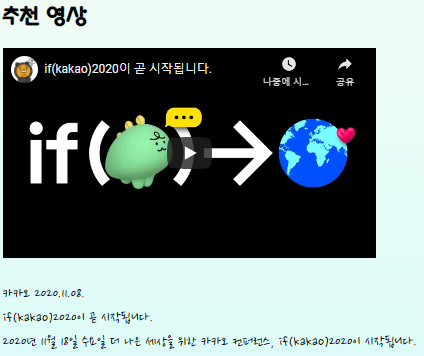 추천 영상
if(kakao)2020이 곧 시작됩니다.
나중에 시...
공유
if( )→
카카오 2020.11.08.
if(kakao)2020이 곧 시작됩니다.
2020년 11월 18일 수요일 더 나은 세상을 위한 카카오 컨퍼런스, if(kakao)2020이 시작됩니다.